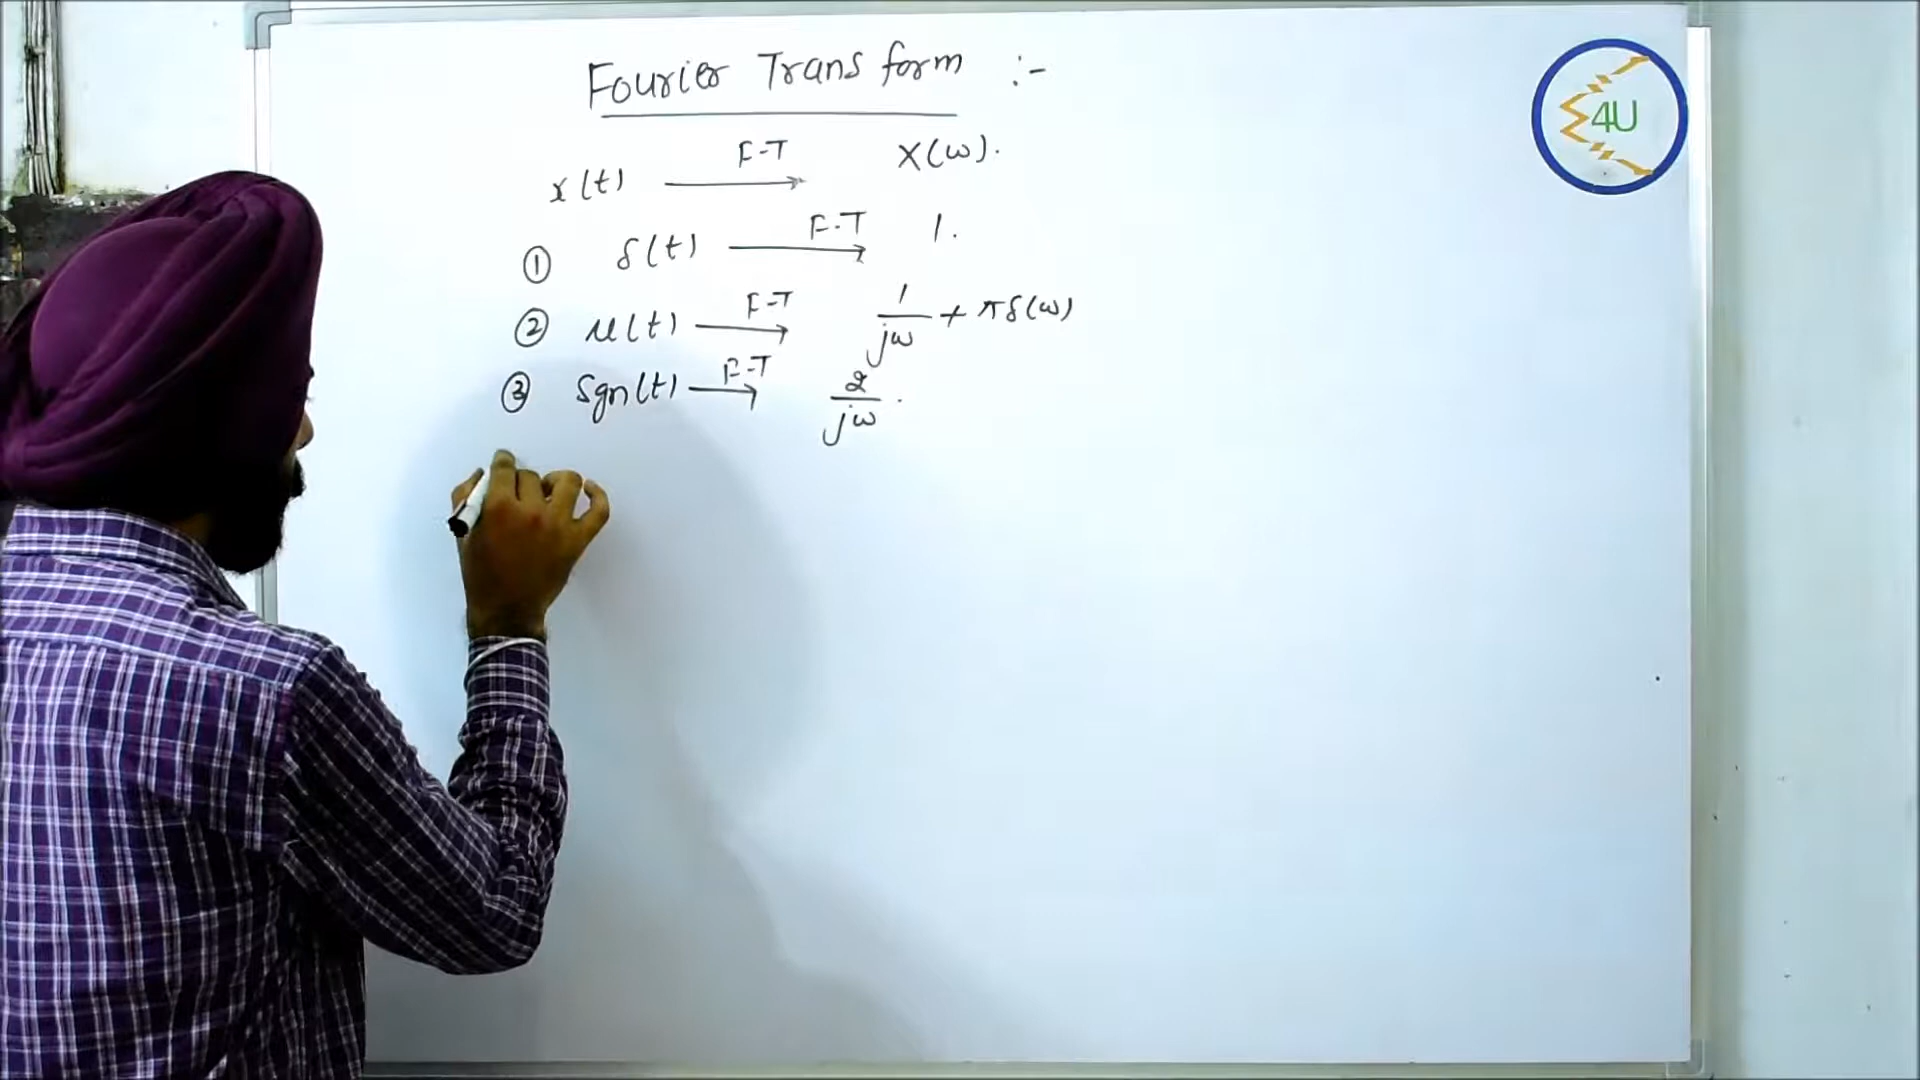 Fourier Transform :-
x(t) F-T X(ω).
① δ(t) F.T 1.
② u(t) F-T 1/jω + πδ(ω)
③ Sgn(t) F-T 2/jω.
4U